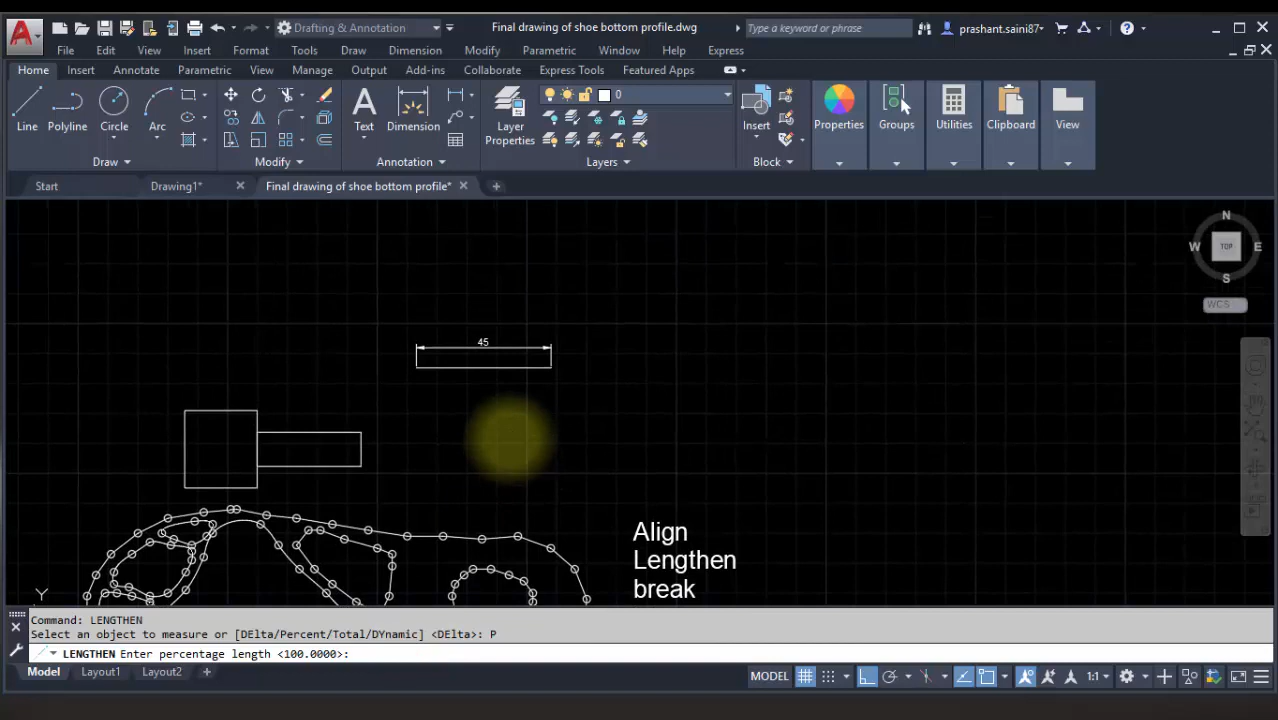 Drafting & Annotation
Final drawing of shoe bottom profile.dwg
Type a keyword or phrase
prashant.saini87
File Edit View Insert Format Tools Draw Dimension Modify Parametric Window Help Express
Home Insert Annotate Parametric View Manage Output Add-ins Collaborate Express Tools Featured Apps
0
Line Polyline Circle Arc Text Dimension Layer Properties Insert Properties Groups Utilities Clipboard View
Draw Modify Annotation Layers Block
Start Drawing1* Final drawing of shoe bottom profile*
N
W TOP E
S
WCS
45
Align
Lengthen
break
Y
Command: LENGTHEN
Select an object to measure or [DElta/Percent/Total/DYnamic] <DElta>: P
LENGTHEN Enter percentage length <100.0000>:
Model Layout1 Layout2
MODEL 1:1